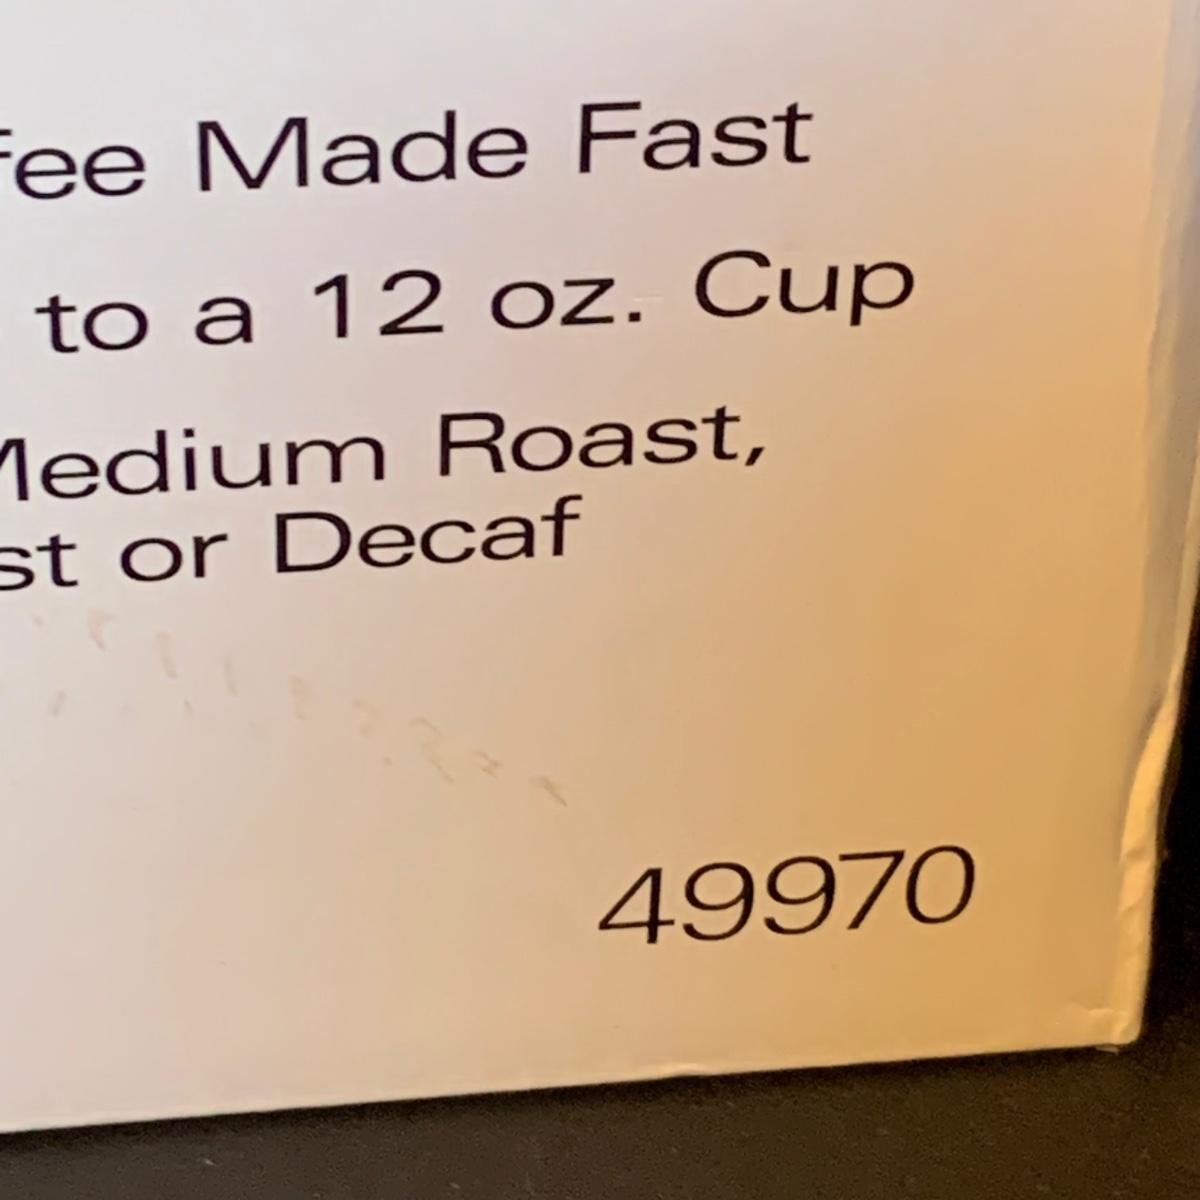 fee Made Fast
to a 12 oz. Cup
Medium Roast,
st or Decaf
49970